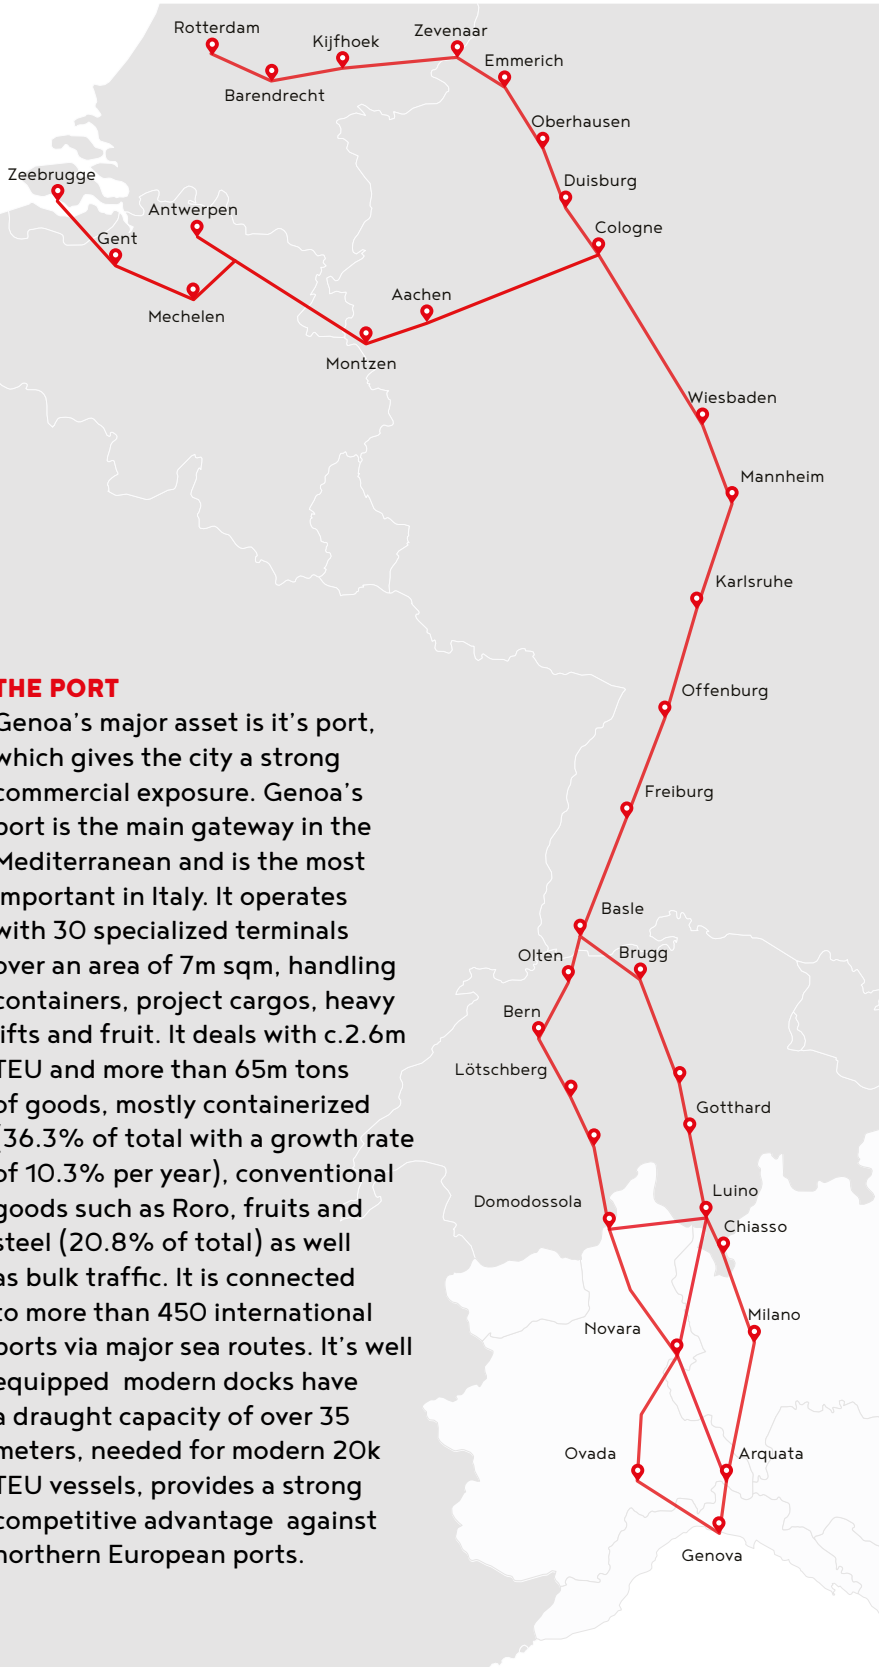 Rotterdam
Zevenaar
Kijfhoek
Emmerich
Barendrecht
Oberhausen
Zeebrugge
Duisburg
Antwerpen
Cologne
Gent
Aachen
Mechelen
Montzen
Wiesbaden
Mannheim
Karlsruhe
Offenburg
Freiburg
Basle
Olten
Brugg
Bern
Lötschberg
Gotthard
Luino
Domodossola
Chiasso
Milano
Novara
Ovada
Arquata
Genova
THE PORT
Genoa's major asset is it's port,
which gives the city a strong
commercial exposure. Genoa's
port is the main gateway in the
Mediterranean and is the most
important in Italy. It operates
with 30 specialized terminals
over an area of 7m sqm, handling
containers, project cargos, heavy
lifts and fruit. It deals with c.2.6m
TEU and more than 65m tons
of goods, mostly containerized
(36.3% of total with a growth rate
of 10.3% per year), conventional
goods such as Roro, fruits and
steel (20.8% of total) as well
as bulk traffic. It is connected
to more than 450 international
ports via major sea routes. It's well
equipped  modern docks have
a draught capacity of over 35
meters, needed for modern 20k
TEU vessels, provides a strong
competitive advantage  against
northern European ports.